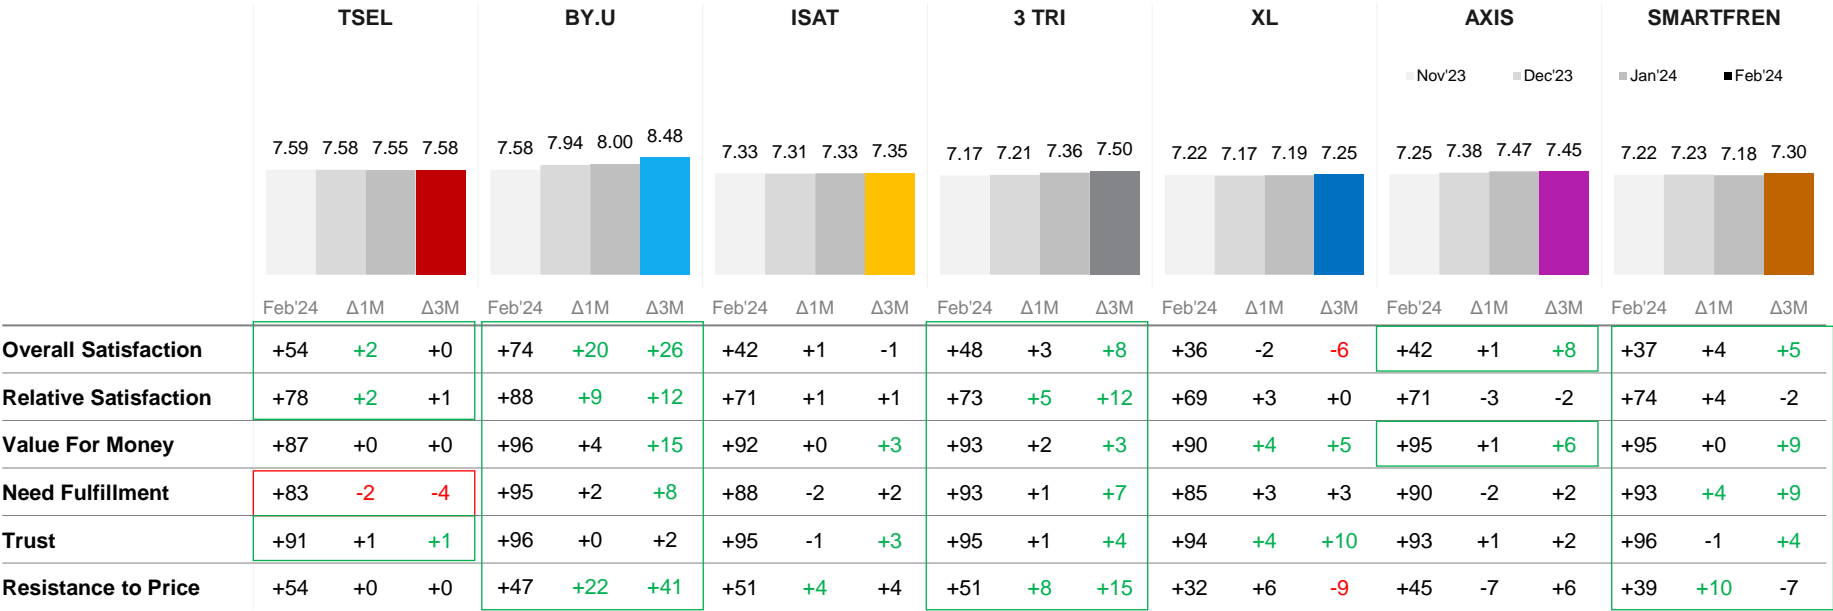 TSEL BY.U ISAT 3 TRI XL AXIS SMARTFREN
Nov'23 Dec'23 Jan'24 Feb'24
7.59 7.58 7.55 7.58 7.58 7.94 8.00 8.48 7.33 7.31 7.33 7.35 7.17 7.21 7.36 7.50 7.22 7.17 7.19 7.25 7.25 7.38 7.47 7.45 7.22 7.23 7.18 7.30
Feb'24 Δ1M Δ3M Feb'24 Δ1M Δ3M Feb'24 Δ1M Δ3M Feb'24 Δ1M Δ3M Feb'24 Δ1M Δ3M Feb'24 Δ1M Δ3M Feb'24 Δ1M Δ3M
Overall Satisfaction +54 +2 +0 +74 +20 +26 +42 +1 -1 +48 +3 +8 +36 -2 -6 +42 +1 +8 +37 +4 +5
Relative Satisfaction +78 +2 +1 +88 +9 +12 +71 +1 +1 +73 +5 +12 +69 +3 +0 +71 -3 -2 +74 +4 -2
Value For Money +87 +0 +0 +96 +4 +15 +92 +0 +3 +93 +2 +3 +90 +4 +5 +95 +1 +6 +95 +0 +9
Need Fulfillment +83 -2 -4 +95 +2 +8 +88 -2 +2 +93 +1 +7 +85 +3 +3 +90 -2 +2 +93 +4 +9
Trust +91 +1 +1 +96 +0 +2 +95 -1 +3 +95 +1 +4 +94 +4 +10 +93 +1 +2 +96 -1 +4
Resistance to Price +54 +0 +0 +47 +22 +41 +51 +4 +4 +51 +8 +15 +32 +6 -9 +45 -7 +6 +39 +10 -7